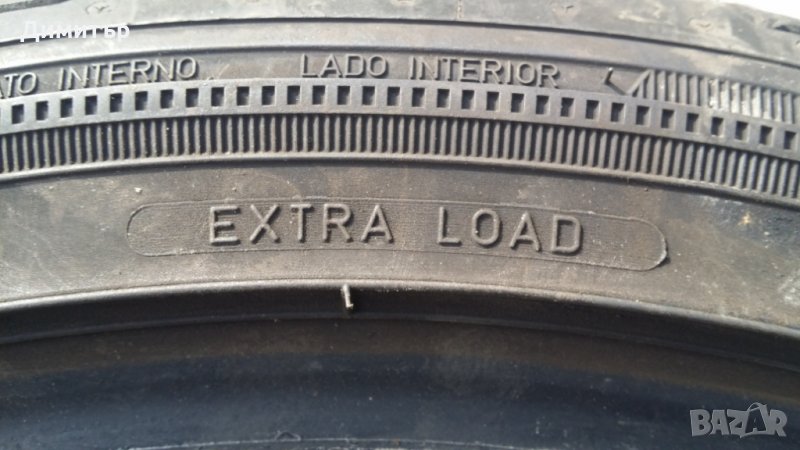 Димитър
ATO INTERNO LADO INTERIOR
EXTRA LOAD
BAZAR